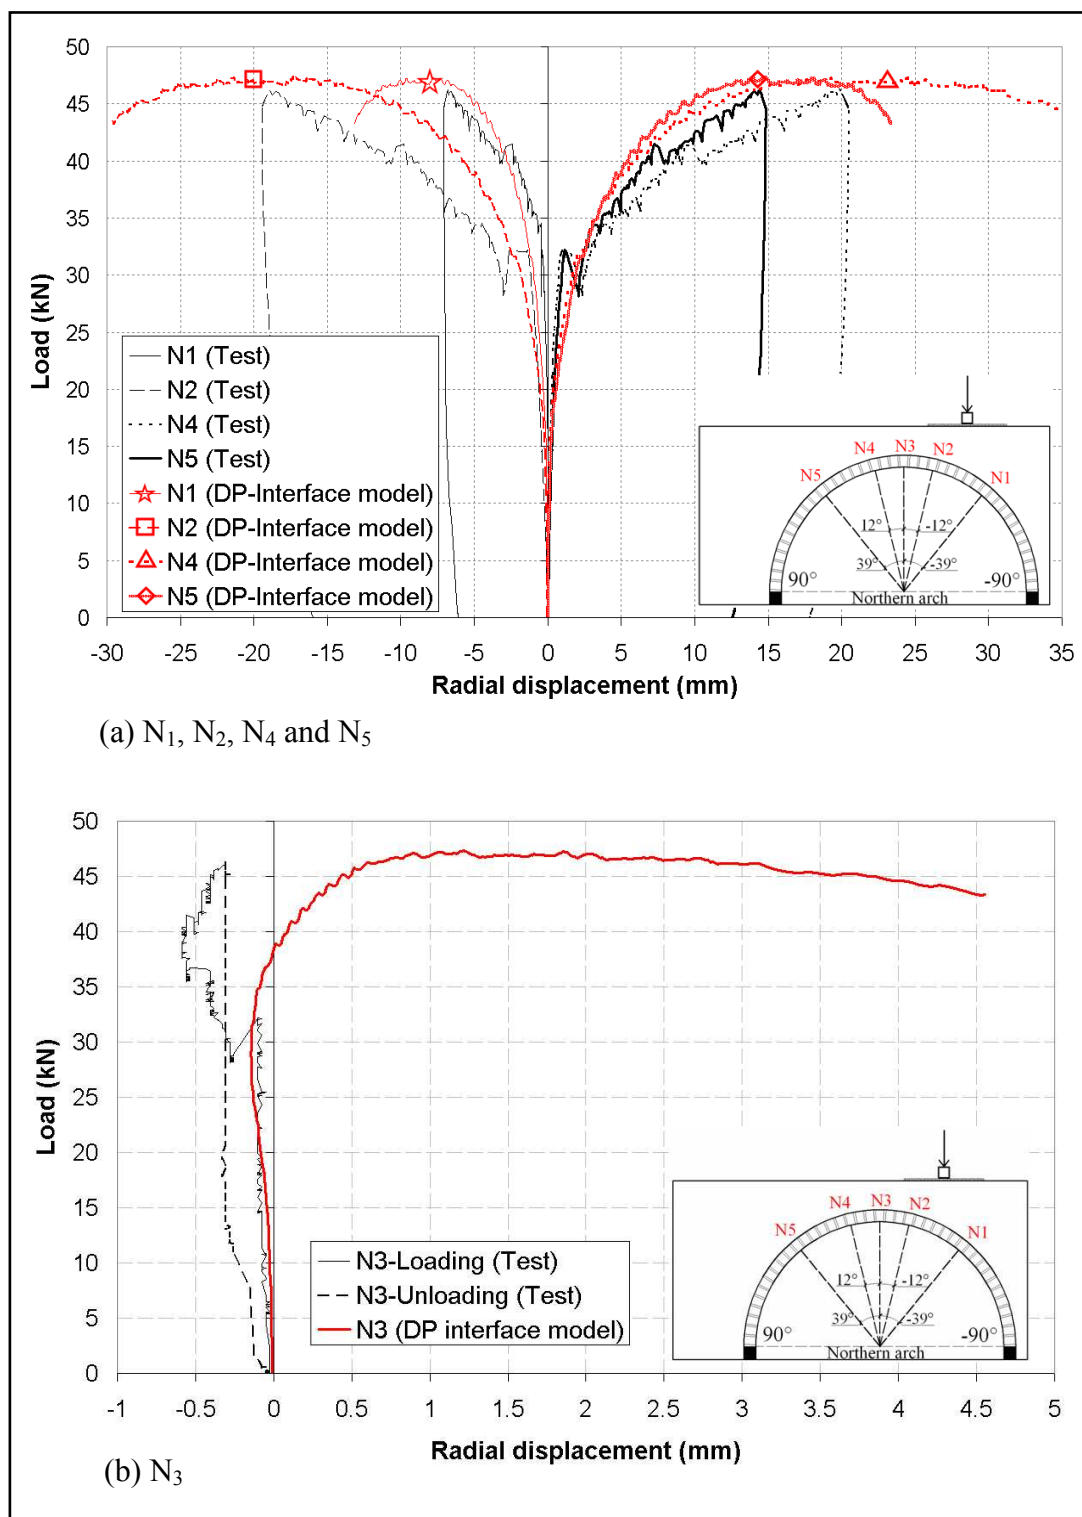 50
45
40
35
30
25
20
15
10
5
0
Load (kN)
N1 (Test)
N2 (Test)
N4 (Test)
N5 (Test)
N1 (DP-Interface model)
N2 (DP-Interface model)
N4 (DP-Interface model)
N5 (DP-Interface model)
N5 N4 N3 N2 N1
12° -12°
39° -39°
90° -90°
Northern arch
-30 -25 -20 -15 -10 -5 0 5 10 15 20 25 30 35
Radial displacement (mm)
(a) N1, N2, N4 and N5
50
45
40
35
30
25
20
15
10
5
0
Load (kN)
N3-Loading (Test)
N3-Unloading (Test)
N3 (DP interface model)
N5 N4 N3 N2 N1
12° -12°
39° -39°
90° -90°
Northern arch
-1 -0.5 0 0.5 1 1.5 2 2.5 3 3.5 4 4.5 5
Radial displacement (mm)
(b) N3